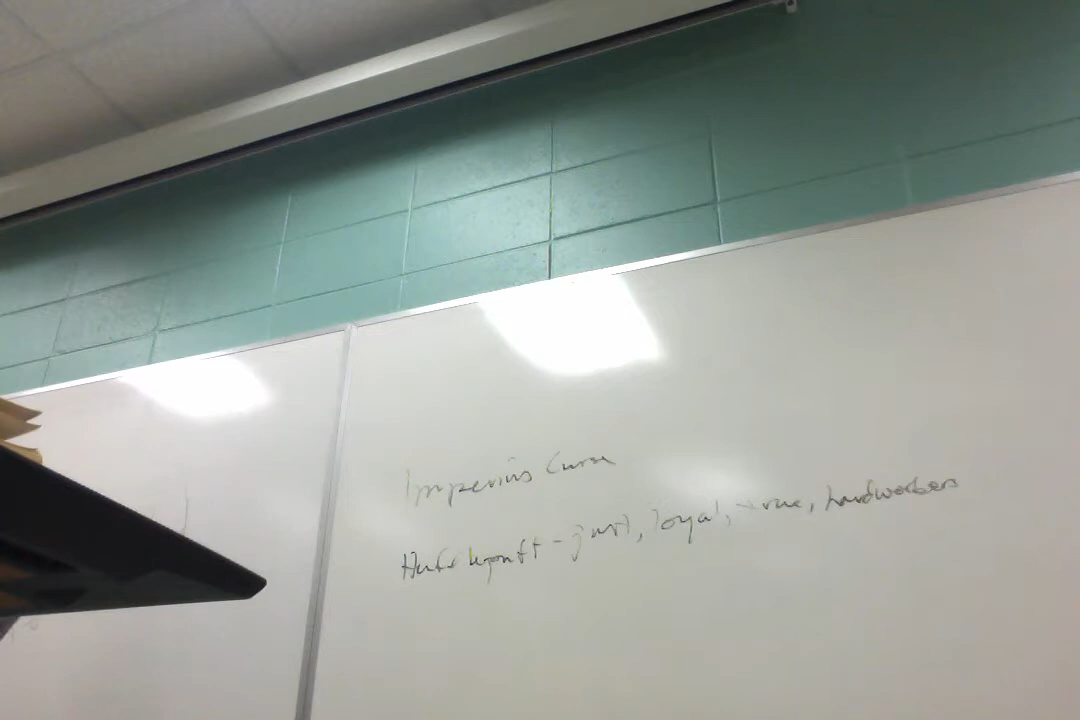 Imperius Curse
Hufflepuff - just, loyal, true, hardworkers